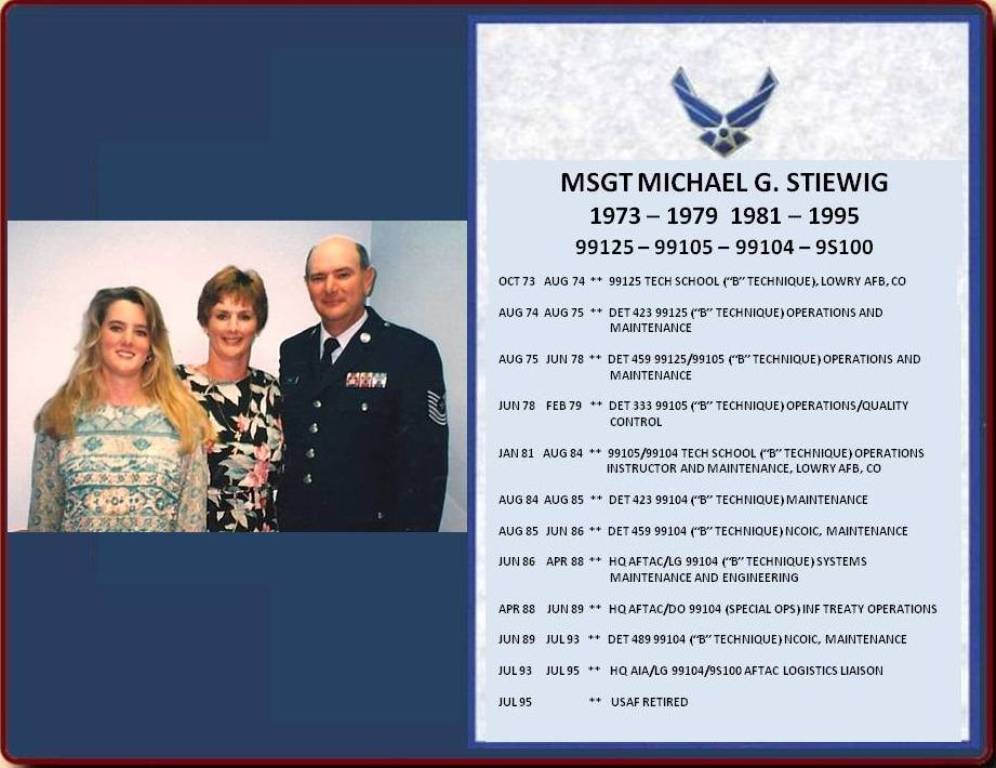 MSGT MICHAEL G. STIEWIG
1973 – 1979 1981 – 1995
99125 – 99105 – 99104 – 9S100
OCT 73 AUG 74 ** 99125 TECH SCHOOL ("B" TECHNIQUE), LOWRY AFB, CO
AUG 74 AUG 75 ** DET 423 99125 ("B" TECHNIQUE) OPERATIONS AND
MAINTENANCE
AUG 75 JUN 78 ** DET 459 99125/99105 ("B" TECHNIQUE) OPERATIONS AND
MAINTENANCE
JUN 78 FEB 79 ** DET 333 99105 ("B" TECHNIQUE) OPERATIONS/QUALITY
CONTROL
JAN 81 AUG 84 ** 99105/99104 TECH SCHOOL ("B" TECHNIQUE) OPERATIONS
INSTRUCTOR AND MAINTENANCE, LOWRY AFB, CO
AUG 84 AUG 85 ** DET 423 99104 ("B" TECHNIQUE) MAINTENANCE
AUG 85 JUN 86 ** DET 459 99104 ("B" TECHNIQUE) NCOIC, MAINTENANCE
JUN 86 APR 88 ** HQ AFTAC/LG 99104 ("B" TECHNIQUE) SYSTEMS
MAINTENANCE AND ENGINEERING
APR 88 JUN 89 ** HQ AFTAC/DO 99104 (SPECIAL OPS) INF TREATY OPERATIONS
JUN 89 JUL 93 ** DET 489 99104 ("B" TECHNIQUE) NCOIC, MAINTENANCE
JUL 93 JUL 95 ** HQ AIA/LG 99104/9S100 AFTAC LOGISTICS LIAISON
JUL 95 ** USAF RETIRED